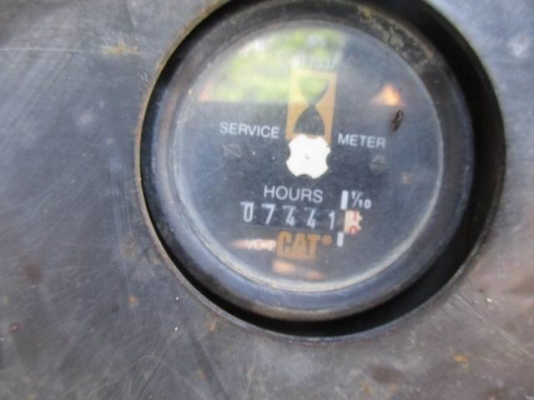 SERVICE METER
HOURS 1/10
07441
CAT